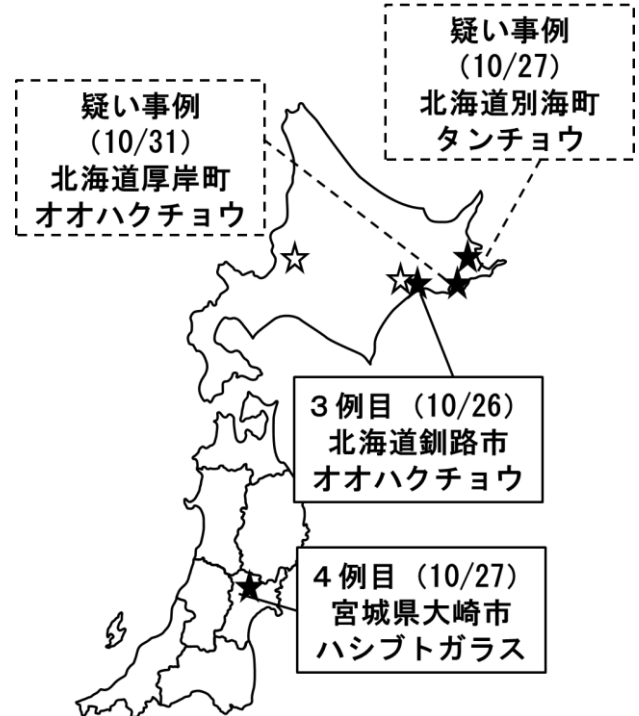 疑い事例
(10/27)
北海道別海町
タンチョウ
疑い事例
(10/31)
北海道厚岸町
オオハクチョウ
３例目（10/26）
北海道釧路市
オオハクチョウ
４例目（10/27）
宮城県大崎市
ハシブトガラス